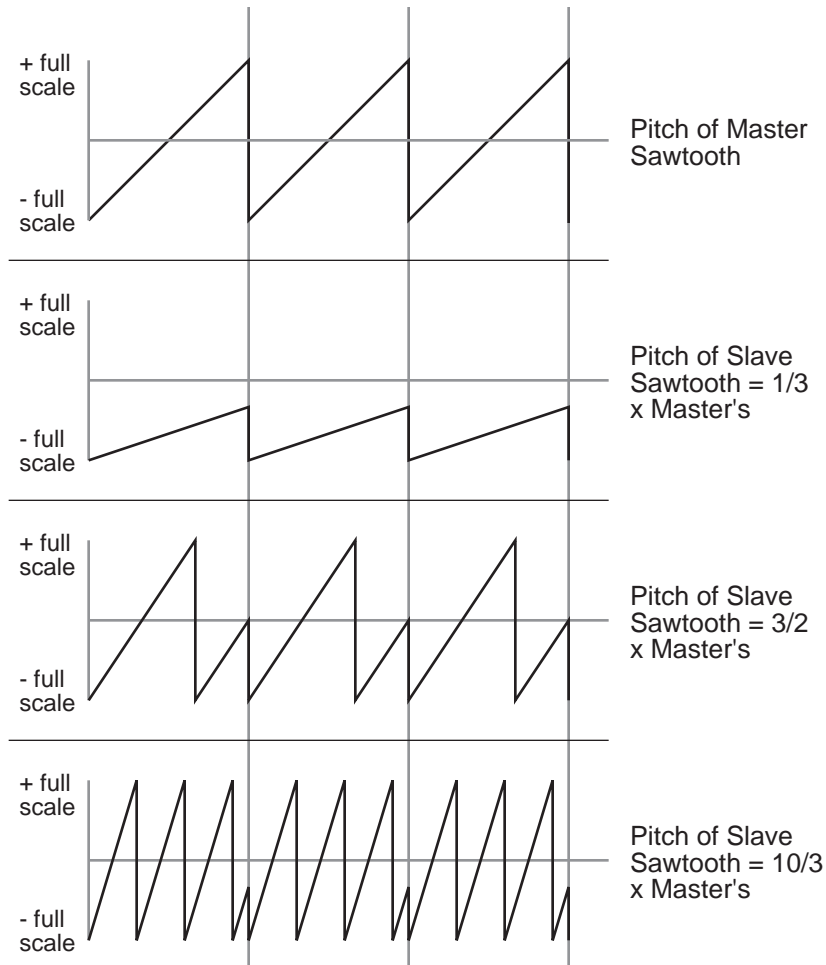 + full
scale
- full
scale
Pitch of Master
Sawtooth
+ full
scale
- full
scale
Pitch of Slave
Sawtooth = 1/3
x Master's
+ full
scale
- full
scale
Pitch of Slave
Sawtooth = 3/2
x Master's
+ full
scale
- full
scale
Pitch of Slave
Sawtooth = 10/3
x Master's